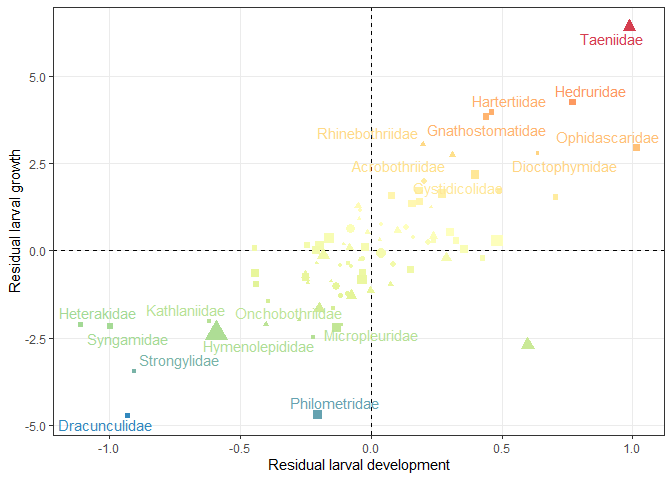 Taeniidae
5.0
Hedruridae
Hartertiidae
Gnathostomatidae
Rhinebothriidae
Ophidascaridae
2.5
Acrobothriidae
Dioctophymidae
Cystidicolidae
Residual larval growth
0.0
Heterakidae
Kathlaniidae
Onchobothriidae
-2.5
Syngamidae
Micropleuridae
Hymenolepididae
Strongylidae
Philometridae
Dracunculidae
-5.0
-1.0
-0.5
0.0
0.5
1.0
Residual larval development